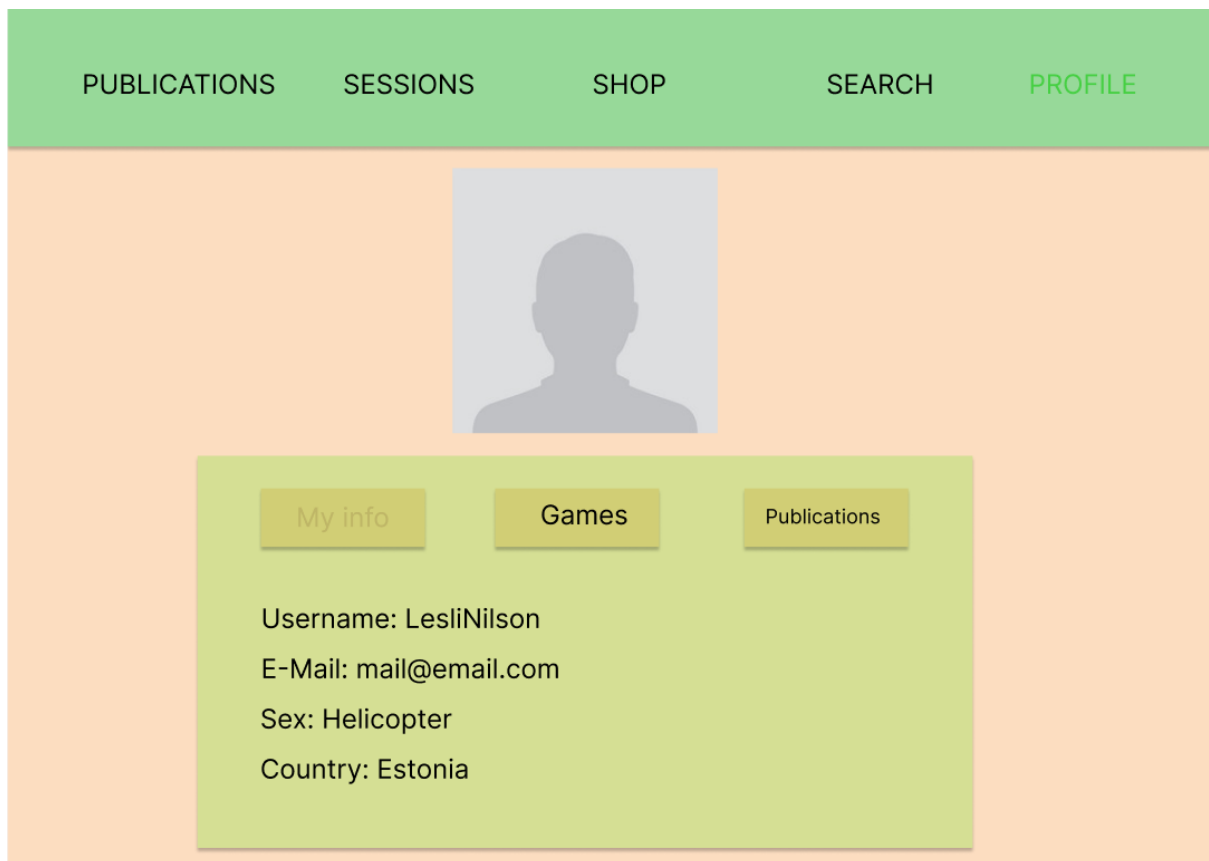 PUBLICATIONS SESSIONS SHOP SEARCH PROFILE
My info Games Publications
Username: LesliNilson
E-Mail: mail@email.com
Sex: Helicopter
Country: Estonia